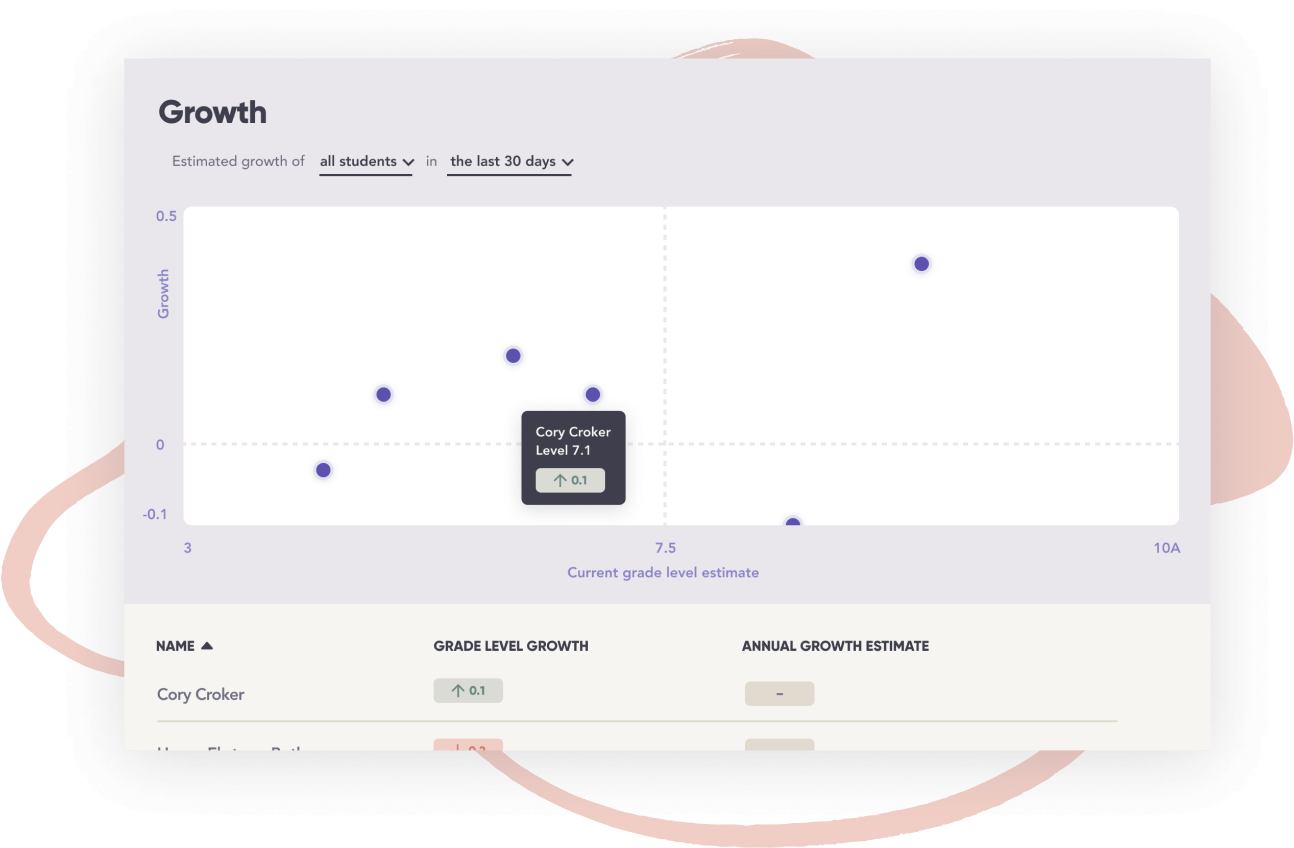 Growth
Estimated growth of all students in the last 30 days
0.5
Growth
0
-0.1
Cory Croker
Level 7.1
↑ 0.1
3 7.5 10A
Current grade level estimate
NAME ▲ GRADE LEVEL GROWTH ANNUAL GROWTH ESTIMATE
Cory Croker ↑ 0.1 –